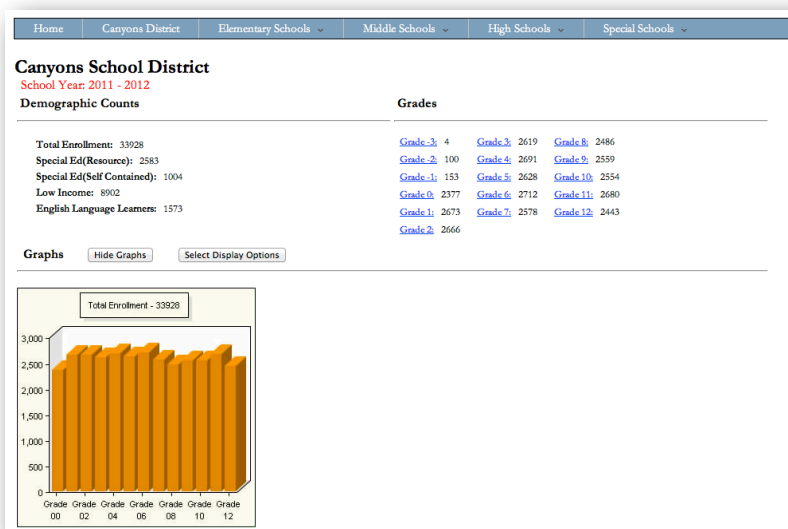 Home Canyons District Elementary Schools Middle Schools High Schools Special Schools
Canyons School District
School Year: 2011 - 2012
Demographic Counts
Total Enrollment: 33928
Special Ed(Resource): 2583
Special Ed(Self Contained): 1004
Low Income: 8902
English Language Learners: 1573
Grades
Grade -3: 4 Grade 3: 2619 Grade 8: 2486
Grade -2: 100 Grade 4: 2691 Grade 9: 2559
Grade -1: 153 Grade 5: 2628 Grade 10: 2554
Grade 0: 2377 Grade 6: 2712 Grade 11: 2680
Grade 1: 2673 Grade 7: 2578 Grade 12: 2443
Grade 2: 2666
Graphs Hide Graphs Select Display Options
Total Enrollment - 33928
3,000
2,500
2,000
1,500
1,000
500
0
Grade Grade Grade Grade Grade Grade Grade
00 02 04 06 08 10 12